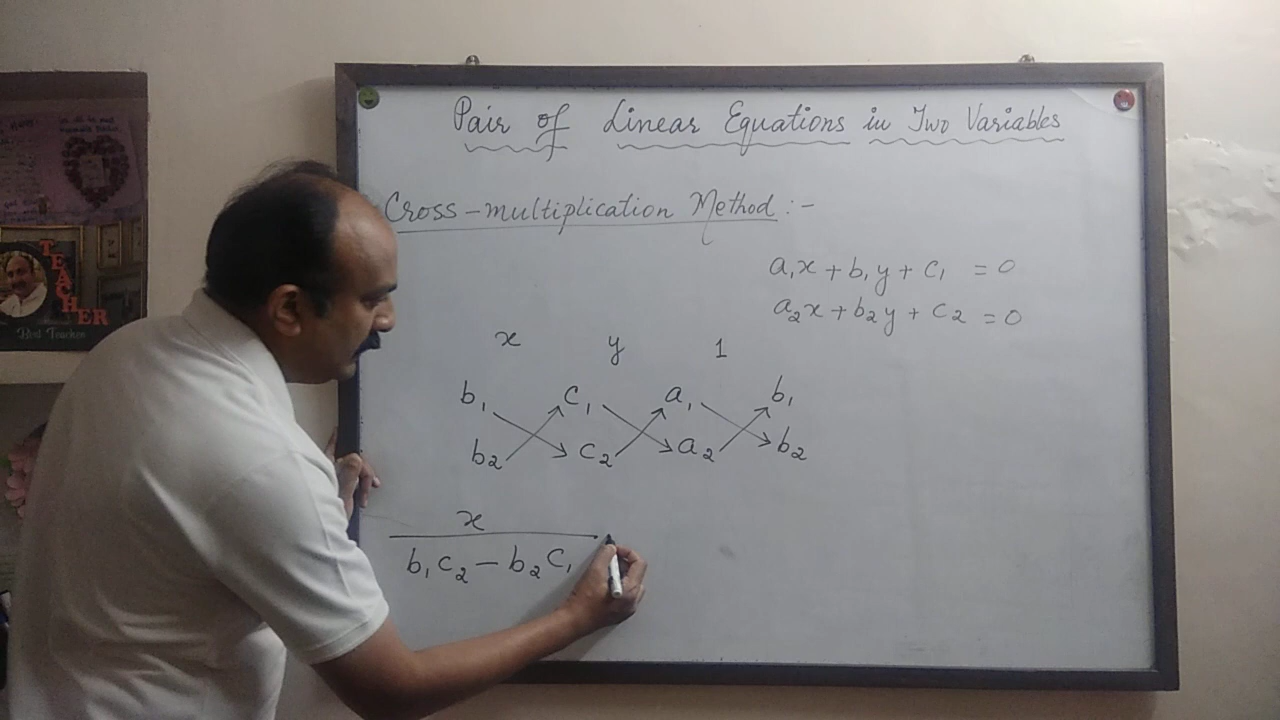 Pair of Linear Equations in Two Variables
Cross-multiplication Method :-
a₁x + b₁y + c₁ = 0
a₂x + b₂y + c₂ = 0
x y 1
b₁ c₁ a₁ b₁
b₂ c₂ a₂ b₂
x
b₁c₂ - b₂c₁
TEACHER
Best Teacher